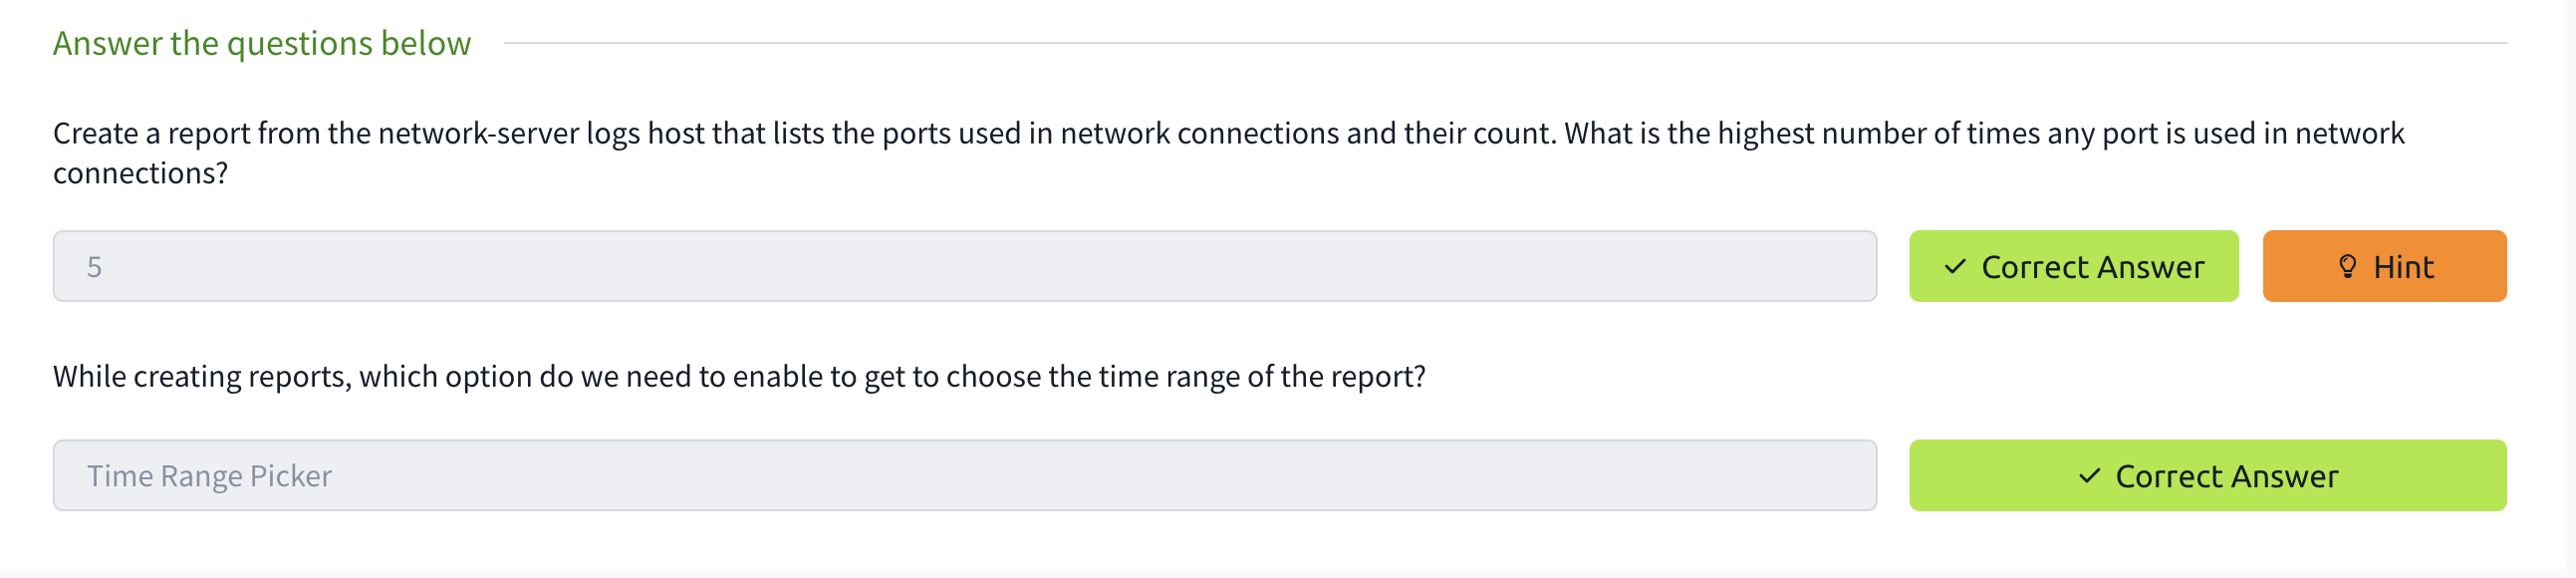 Answer the questions below
Create a report from the network-server logs host that lists the ports used in network connections and their count. What is the highest number of times any port is used in network
connections?
5
Correct Answer
Hint
While creating reports, which option do we need to enable to get to choose the time range of the report?
Time Range Picker
Correct Answer